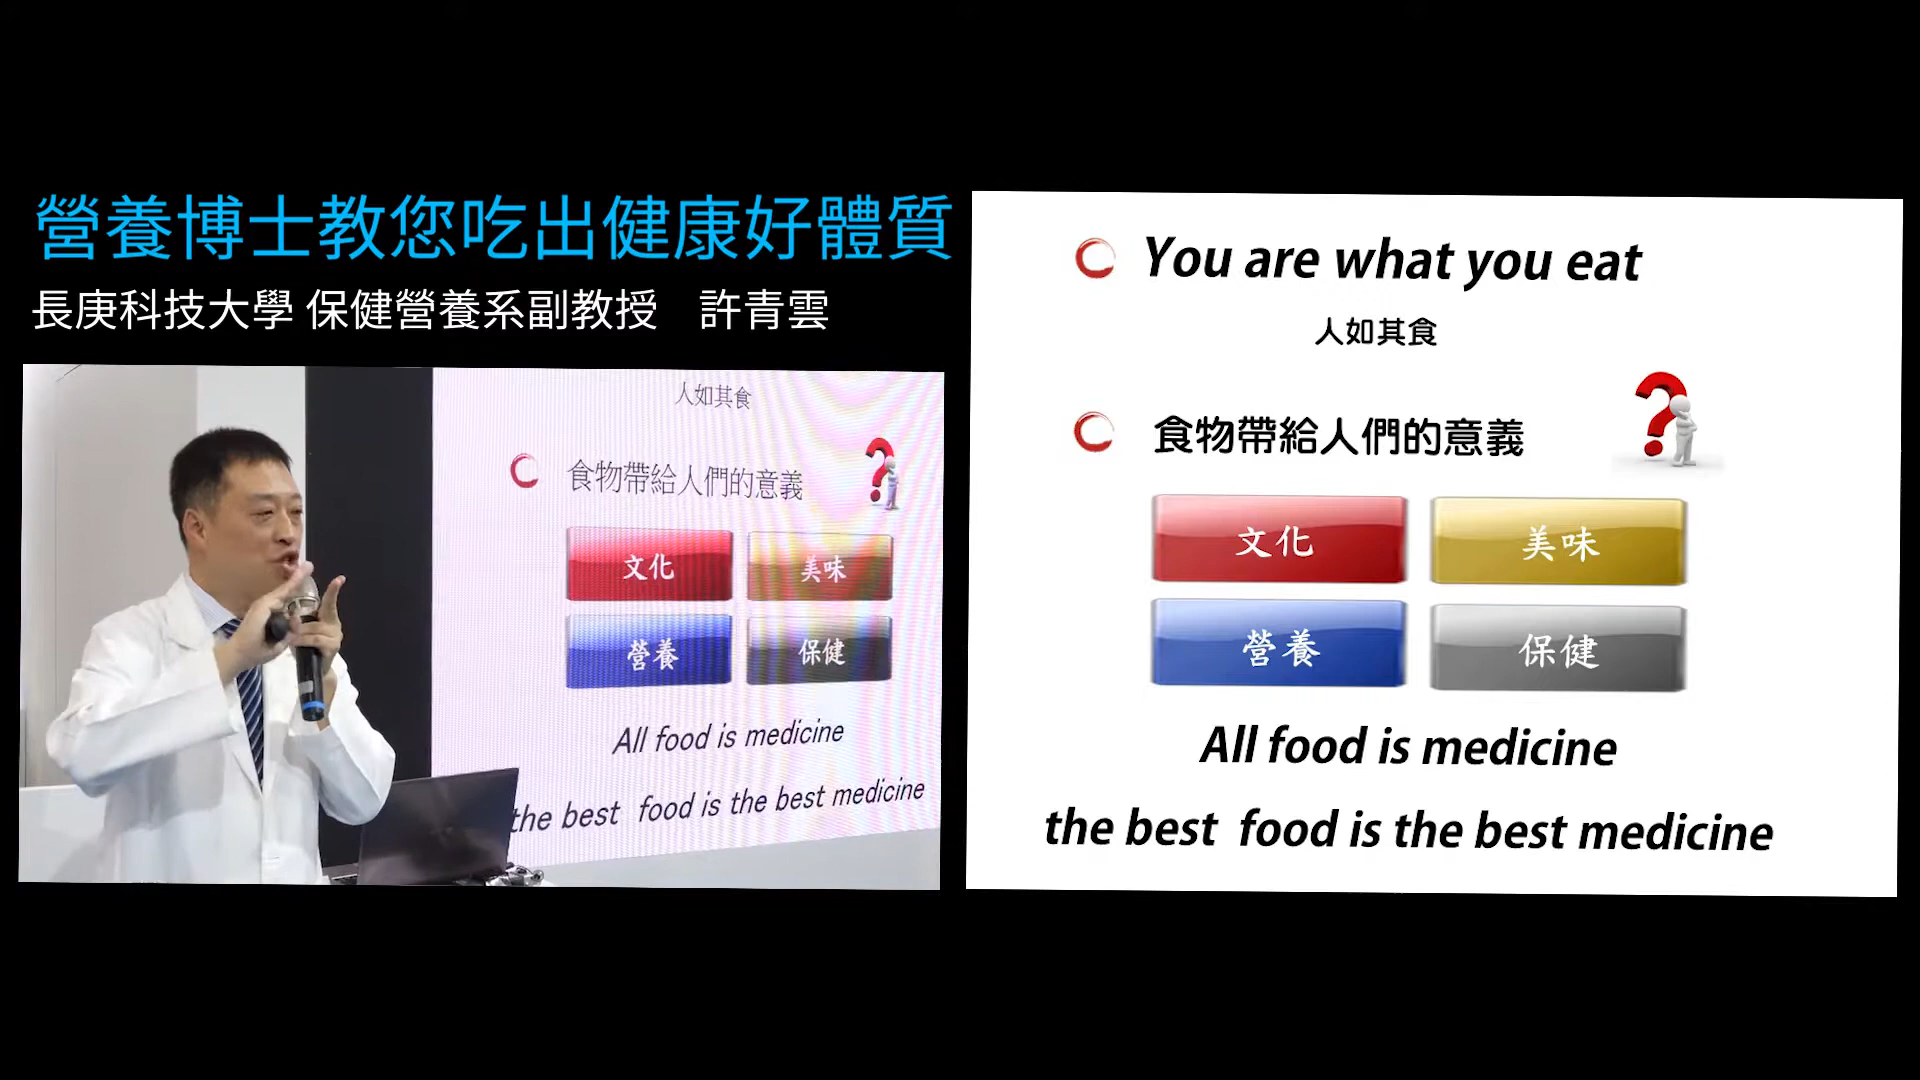 營養博士教您吃出健康好體質
長庚科技大學 保健營養系副教授 許青雲
人如其食
食物帶給人們的意義
文化 美味
營養 保健
All food is medicine
the best food is the best medicine
You are what you eat
人如其食
食物帶給人們的意義
文化 美味
營養 保健
All food is medicine
the best food is the best medicine